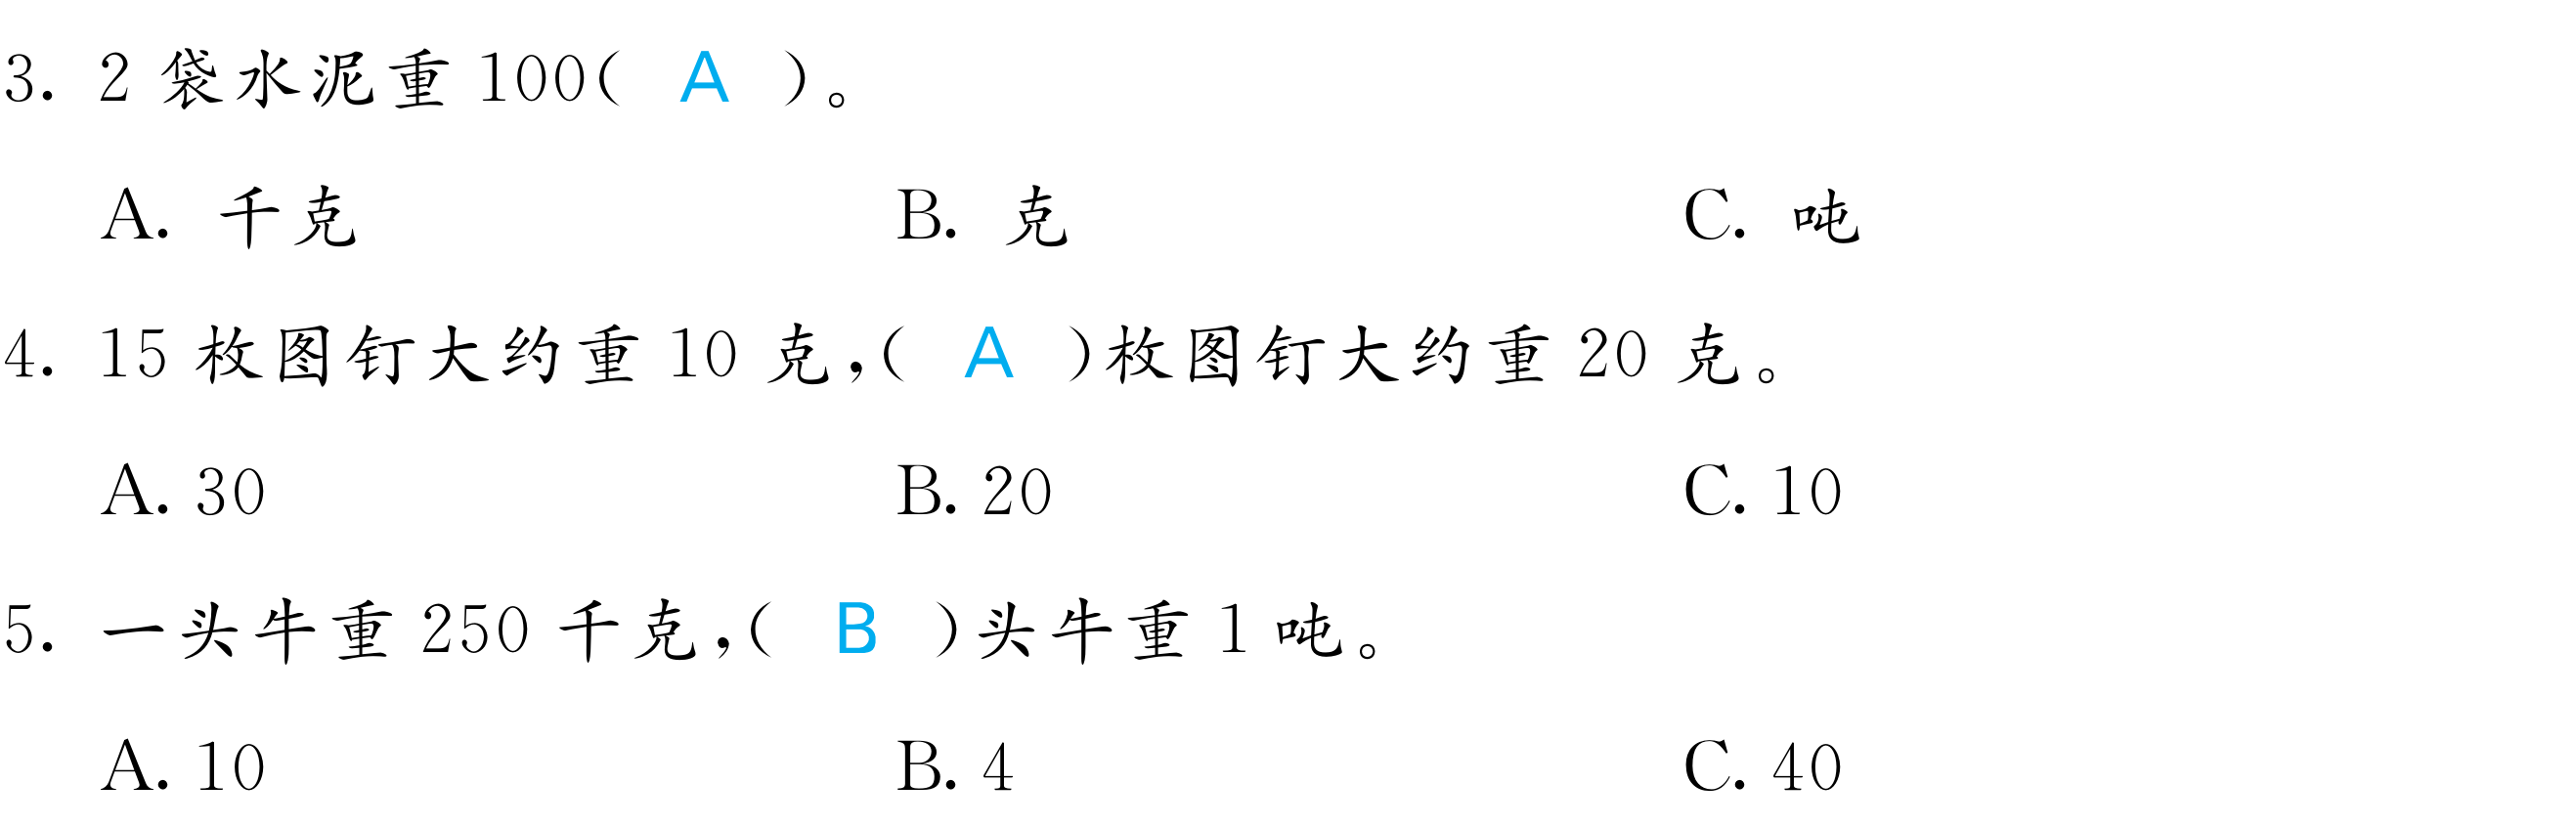 3. 2 袋水泥重 100( A )。
A. 千克 B. 克 C. 吨
4. 15 枚图钉大约重 10 克,( A )枚图钉大约重 20 克。
A. 30 B. 20 C. 10
5. 一头牛重 250 千克,( B )头牛重 1 吨。
A. 10 B. 4 C. 40